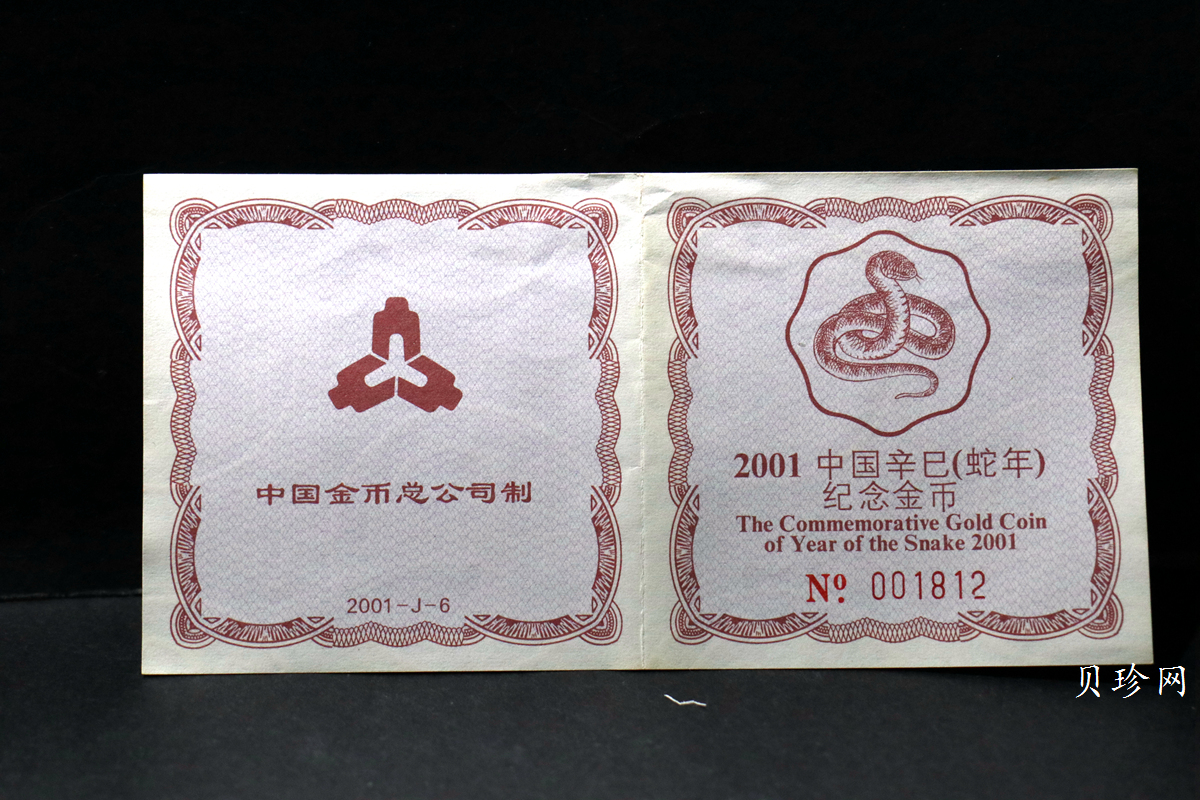 中国金币总公司制
2001-J-6
2001 中国辛巳(蛇年)
纪念金币
The Commemorative Gold Coin
of Year of the Snake 2001
Nº. 001812
贝珍网